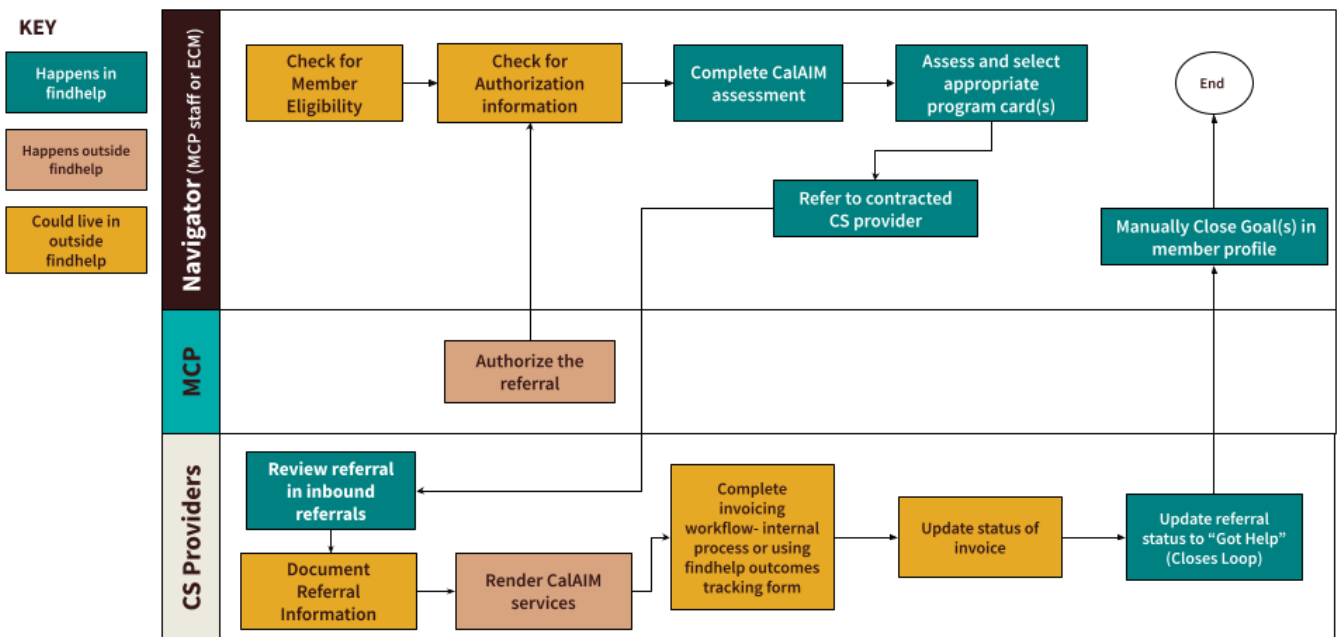 KEY
Happens in
findhelp
Happens outside
findhelp
Could live in
outside
findhelp
Navigator (MCP staff or ECM)
Check for
Member
Eligibility
Check for
Authorization
information
Complete CalAIM
assessment
Assess and select
appropriate
program card(s)
End
Refer to contracted
CS provider
Manually Close Goal(s) in
member profile
MCP
Authorize the
referral
CS Providers
Review referral
in inbound
referrals
Document
Referral
Information
Render CalAIM
services
Complete
invoicing
workflow- internal
process or using
findhelp outcomes
tracking form
Update status of
invoice
Update referral
status to “Got Help”
(Closes Loop)